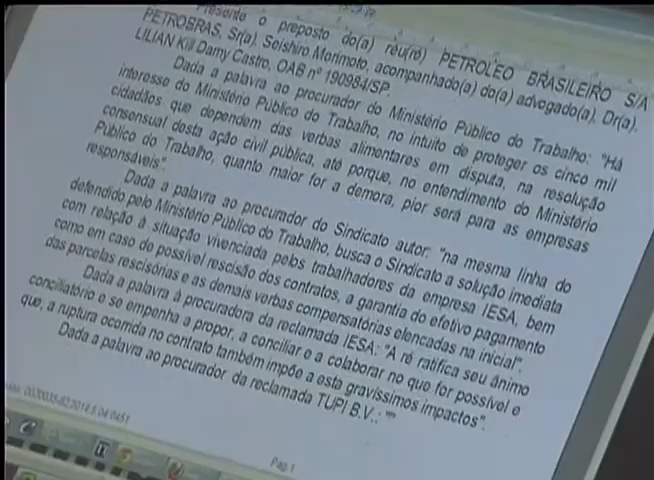 Presente o preposto do(a) réu(ré) PETROLEO BRASILEIRO S/A
PETROBRAS, Sr(a). Seishiro Morimoto, acompanhado(a) do(a) advogado(a), Dr(a).
LILIAN Kill Damy Castro, OAB nº 190984/SP.
Dada a palavra ao procurador do Ministério Público do Trabalho: "Há
interesse do Ministério Público do Trabalho, no intuito de proteger os cinco mil
cidadãos que dependem das verbas alimentares em disputa, na resolução
consensual desta ação civil pública, até porque, no entendimento do Ministério
Público do Trabalho, quanto maior for a demora, pior será para as empresas
responsáveis".
Dada a palavra ao procurador do Sindicato autor: "na mesma linha do
defendido pelo Ministério Público do Trabalho, busca o Sindicato a solução imediata
com relação à situação vivenciada pelos trabalhadores da empresa IESA, bem
como em caso de possível rescisão dos contratos, a garantia do efetivo pagamento
das parcelas rescisórias e as demais verbas compensatórias elencadas na inicial".
Dada a palavra à procuradora da reclamada IESA: "A ré ratifica seu ânimo
conciliatório e se empenha a propor, a conciliar e a colaborar no que for possível e
que, a ruptura ocorrida no contrato também impõe a esta gravíssimos impactos".
Dada a palavra ao procurador da reclamada TUPI B.V.: ""
Pag 1